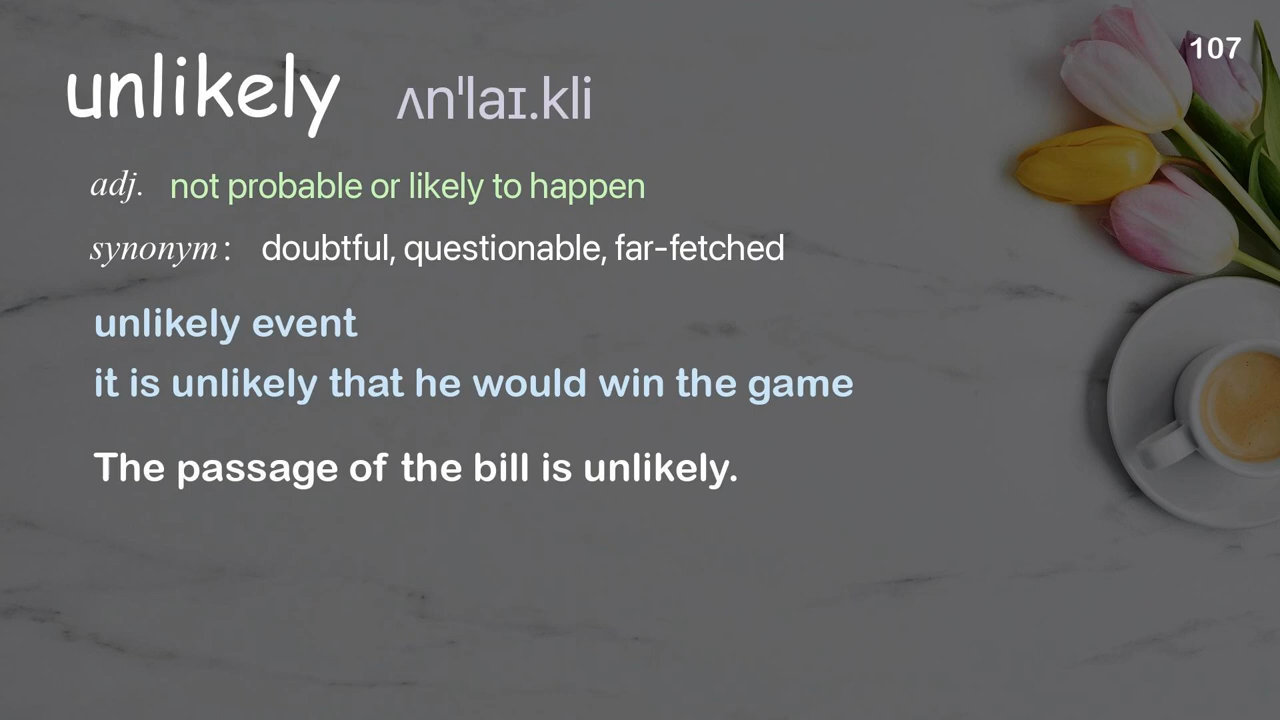 107
unlikely ʌnˈlaɪ.kli
adj. not probable or likely to happen
synonym: doubtful, questionable, far-fetched
unlikely event
it is unlikely that he would win the game
The passage of the bill is unlikely.